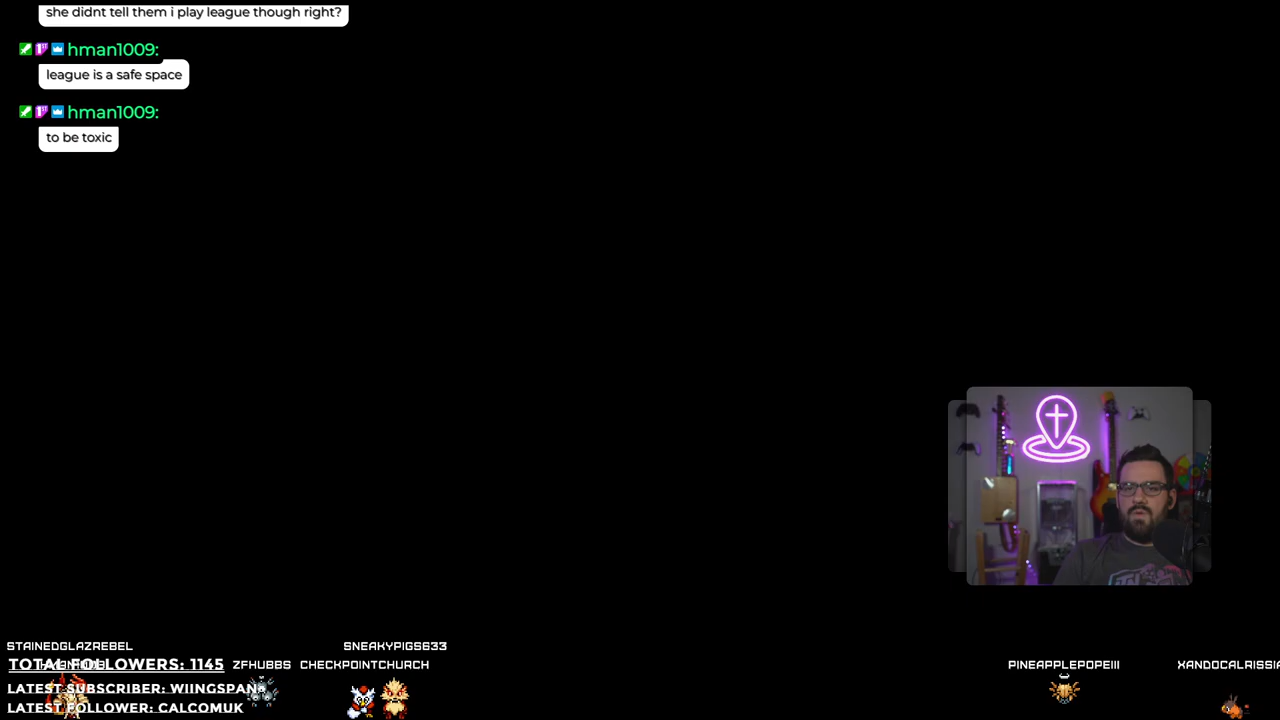 she didnt tell them i play league though right?
hman1009:
league is a safe space
hman1009:
to be toxic
STAINEDGLAZREBEL
SNEAKYPIGS633
TOTAL FOLLOWERS: 1145
ZFHUBBS
CHECKPOINTCHURCH
PINEAPPLEPOPEIII
XANDOCALRISSIA
LATEST SUBSCRIBER: WIINGSPAN
LATEST FOLLOWER: CALCOMUK